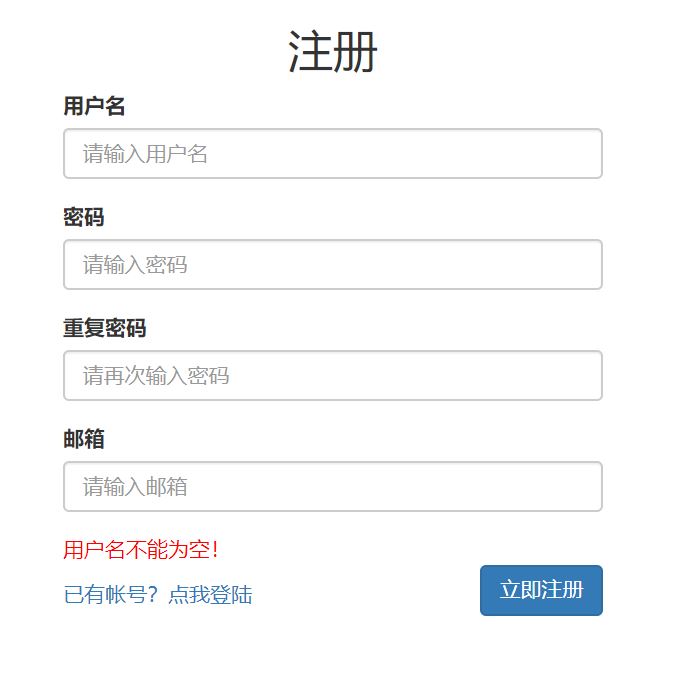 注册
用户名
请输入用户名
密码
请输入密码
重复密码
请再次输入密码
邮箱
请输入邮箱
用户名不能为空!
已有帐号？点我登陆
立即注册